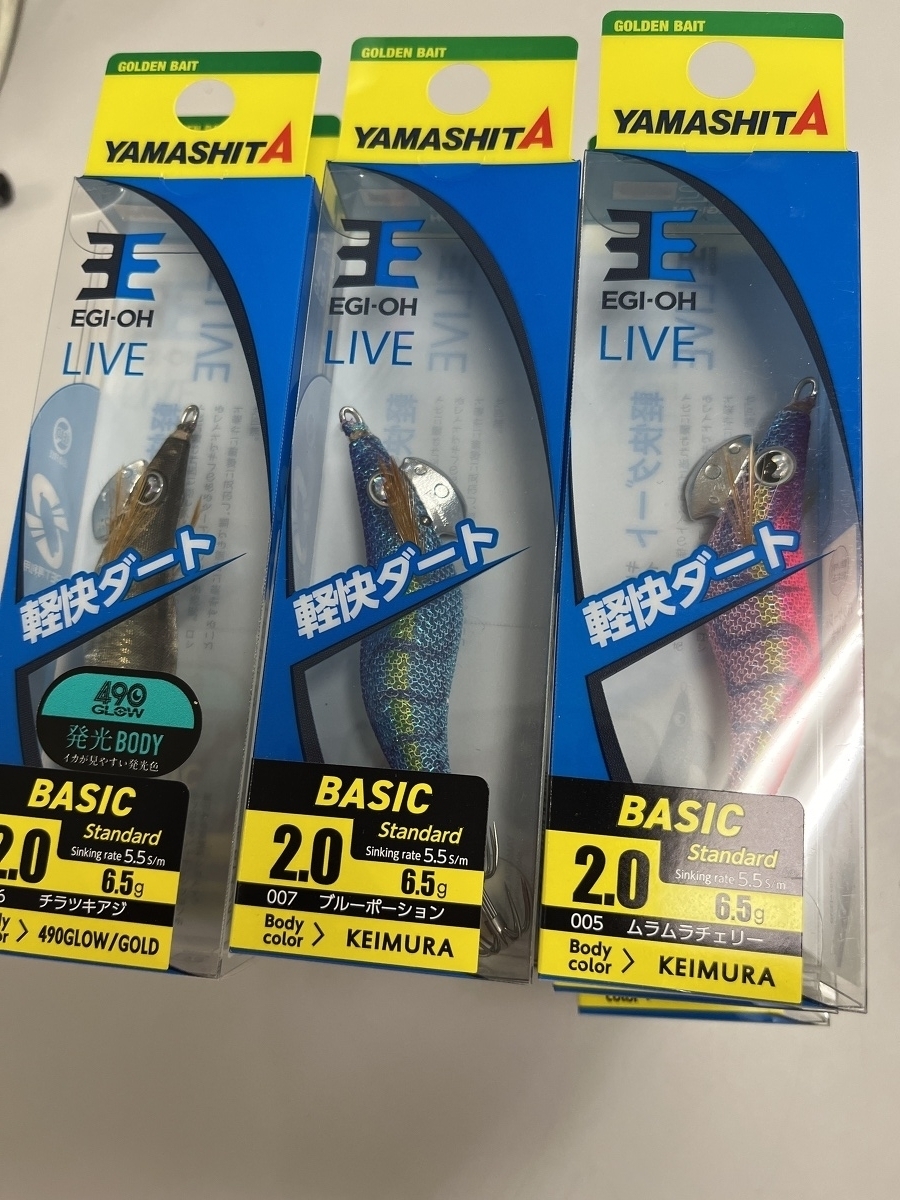 GOLDEN BAIT
YAMASHITA
EGI-OH
LIVE
軽快ダート
490
GLOW
発光BODY
イカが見やすい発光色
BASIC
Standard
Sinking rate 5.5 S/m
2.0
6.5g
チラツキアジ
490GLOW/GOLD
GOLDEN BAIT
YAMASHITA
EGI-OH
LIVE
軽快ダート
BASIC
Standard
Sinking rate 5.5 S/m
2.0
6.5g
007 ブルーポーション
Body
color > KEIMURA
GOLDEN BAIT
YAMASHITA
EGI-OH
LIVE
軽快ダート
BASIC
Standard
Sinking rate 5.5 S/m
2.0
6.5g
005 ムラムラチェリー
Body
color > KEIMURA
color